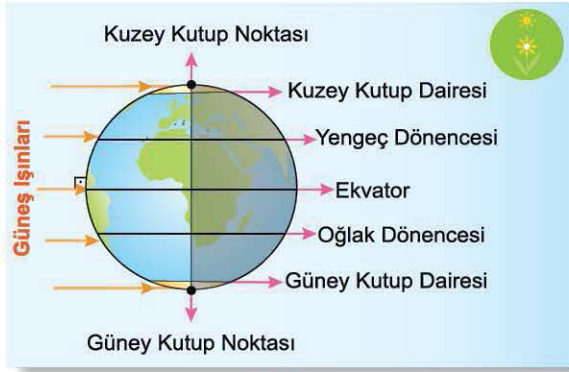 Kuzey Kutup Noktası
Kuzey Kutup Dairesi
Yengeç Dönencesi
Güneş Işınları
Ekvator
Oğlak Dönencesi
Güney Kutup Dairesi
Güney Kutup Noktası